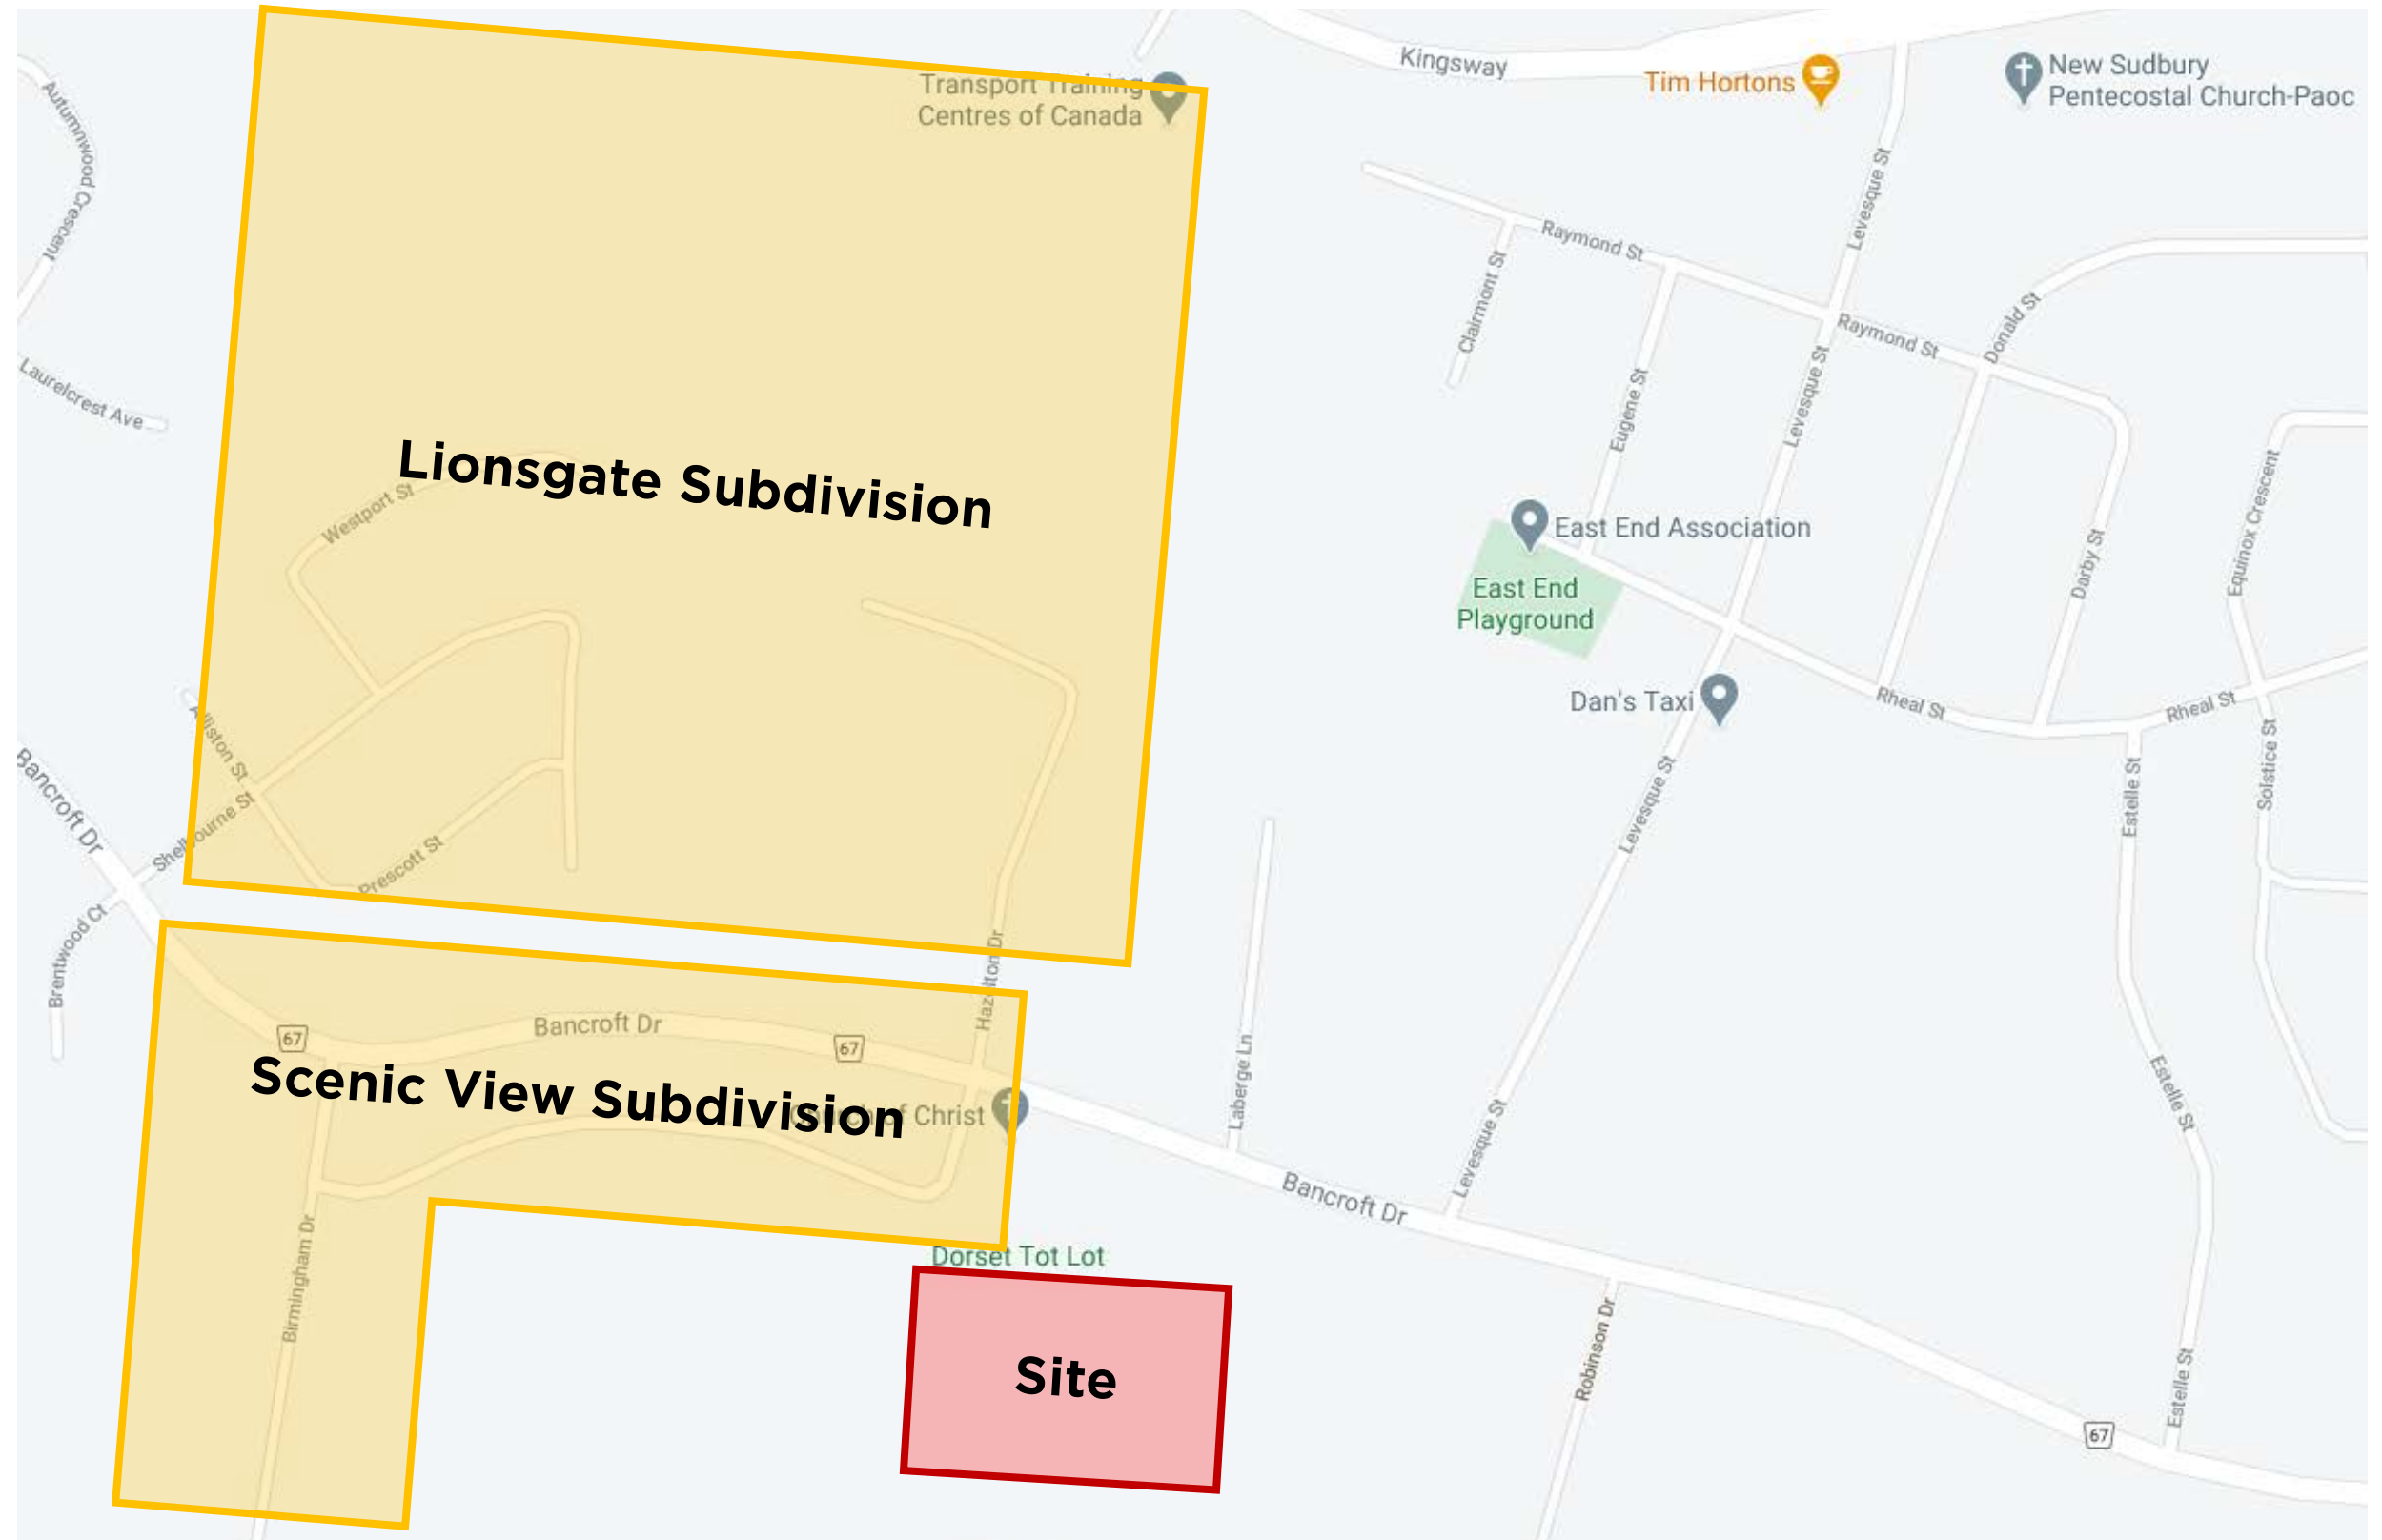 Kingsway
Tim Hortons
New Sudbury
Pentecostal Church-Paoc
Transport Training
Centres of Canada
Autumnwood Crescent
Levesque St
Raymond St
Clairmont St
Donald St
Raymond St
Laurelcrest Ave
Eugene St
Levesque St
Lionsgate Subdivision
Westport St
Equinox Crescent
East End Association
East End
Playground
Darby St
Dan's Taxi
Rheal St
Rheal St
Alliston St
Bancroft Dr
Shelbourne St
Prescott St
Levesque St
Estelle St
Solstice St
Brentwood Ct
Hazelton Dr
67
Bancroft Dr
67
Scenic View Subdivision
Church of Christ
Laberge Ln
Levesque St
Estelle St
Bancroft Dr
Birmingham Dr
Dorset Tot Lot
Site
Robinson Dr
Estelle St
67